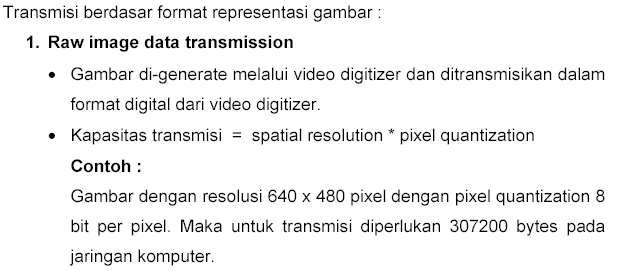 Transmisi berdasar format representasi gambar :
1. Raw image data transmission
• Gambar di-generate melalui video digitizer dan ditransmisikan dalam
format digital dari video digitizer.
• Kapasitas transmisi = spatial resolution * pixel quantization
Contoh :
Gambar dengan resolusi 640 x 480 pixel dengan pixel quantization 8
bit per pixel. Maka untuk transmisi diperlukan 307200 bytes pada
jaringan komputer.